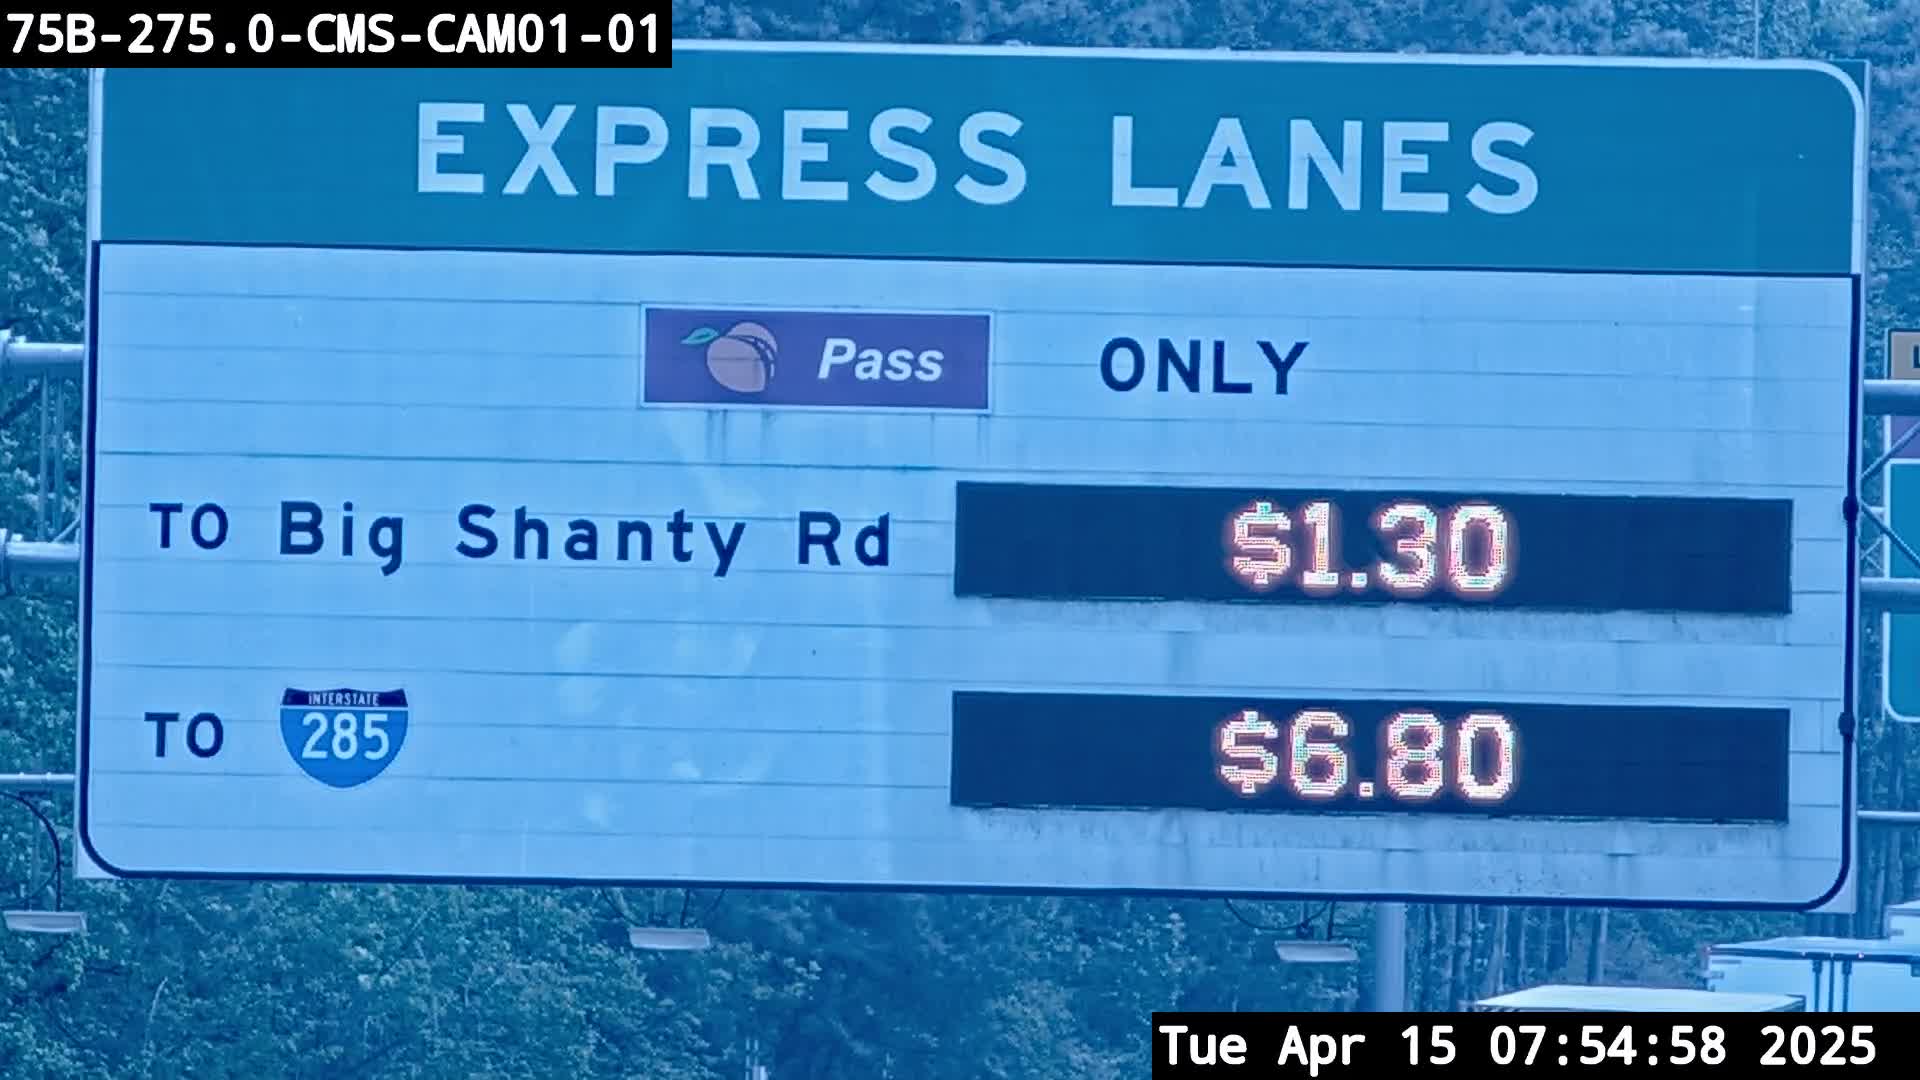 75B-275.0-CMS-CAM01-01
EXPRESS LANES
Pass ONLY
TO Big Shanty Rd $1.30
TO INTERSTATE 285 $6.80
Tue Apr 15 07:54:58 2025